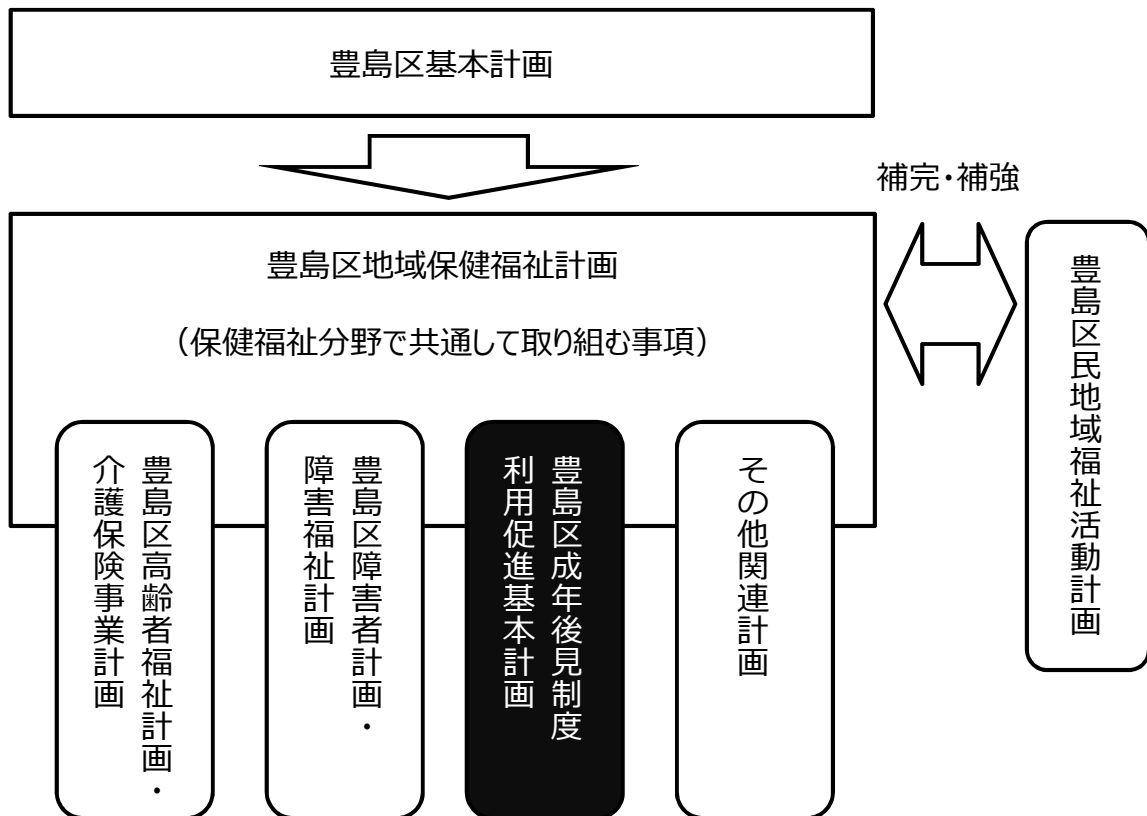 豊島区基本計画
補完・補強
豊島区地域保健福祉計画
（保健福祉分野で共通して取り組む事項）
豊島区高齢者福祉計画・
介護保険事業計画
豊島区障害者計画・
障害福祉計画
豊島区成年後見制度
利用促進基本計画
その他関連計画
豊島区民地域福祉活動計画